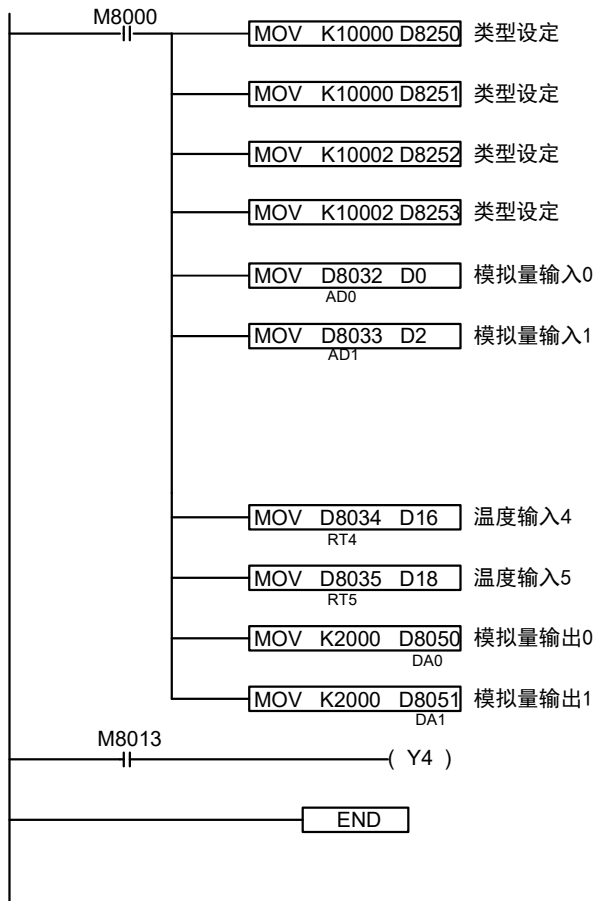 M8000
MOV K10000 D8250 类型设定
MOV K10000 D8251 类型设定
MOV K10002 D8252 类型设定
MOV K10002 D8253 类型设定
MOV D8032 D0 模拟量输入0
AD0
MOV D8033 D2 模拟量输入1
AD1
MOV D8034 D16 温度输入4
RT4
MOV D8035 D18 温度输入5
RT5
MOV K2000 D8050 模拟量输出0
DA0
MOV K2000 D8051 模拟量输出1
DA1
M8013
( Y4 )
END